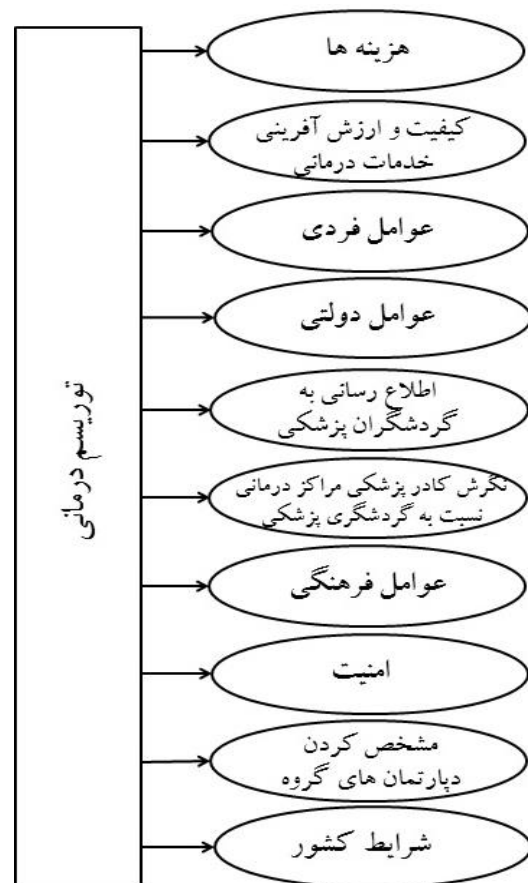 توریسم درمانی
هزینه ها
کیفیت و ارزش آفرینی
خدمات درمانی
عوامل فردی
عوامل دولتی
اطلاع رسانی به
گردشگران پزشکی
نگرش کادر پزشکی مراکز درمانی
نسبت به گردشگری پزشکی
عوامل فرهنگی
امنیت
مشخص کردن
دپارتمان های گروه
شرایط کشور